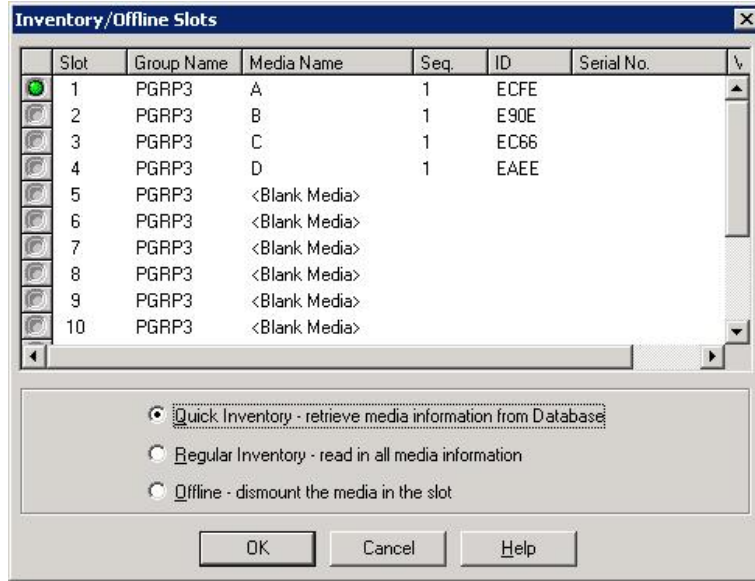 Inventory/Offline Slots
Slot Group Name Media Name Seq. ID Serial No.
1 PGRP3 A 1 ECFE
2 PGRP3 B 1 E90E
3 PGRP3 C 1 EC66
4 PGRP3 D 1 EAEE
5 PGRP3 <Blank Media>
6 PGRP3 <Blank Media>
7 PGRP3 <Blank Media>
8 PGRP3 <Blank Media>
9 PGRP3 <Blank Media>
10 PGRP3 <Blank Media>
Quick Inventory - retrieve media information from Database
Regular Inventory - read in all media information
Offline - dismount the media in the slot
OK Cancel Help